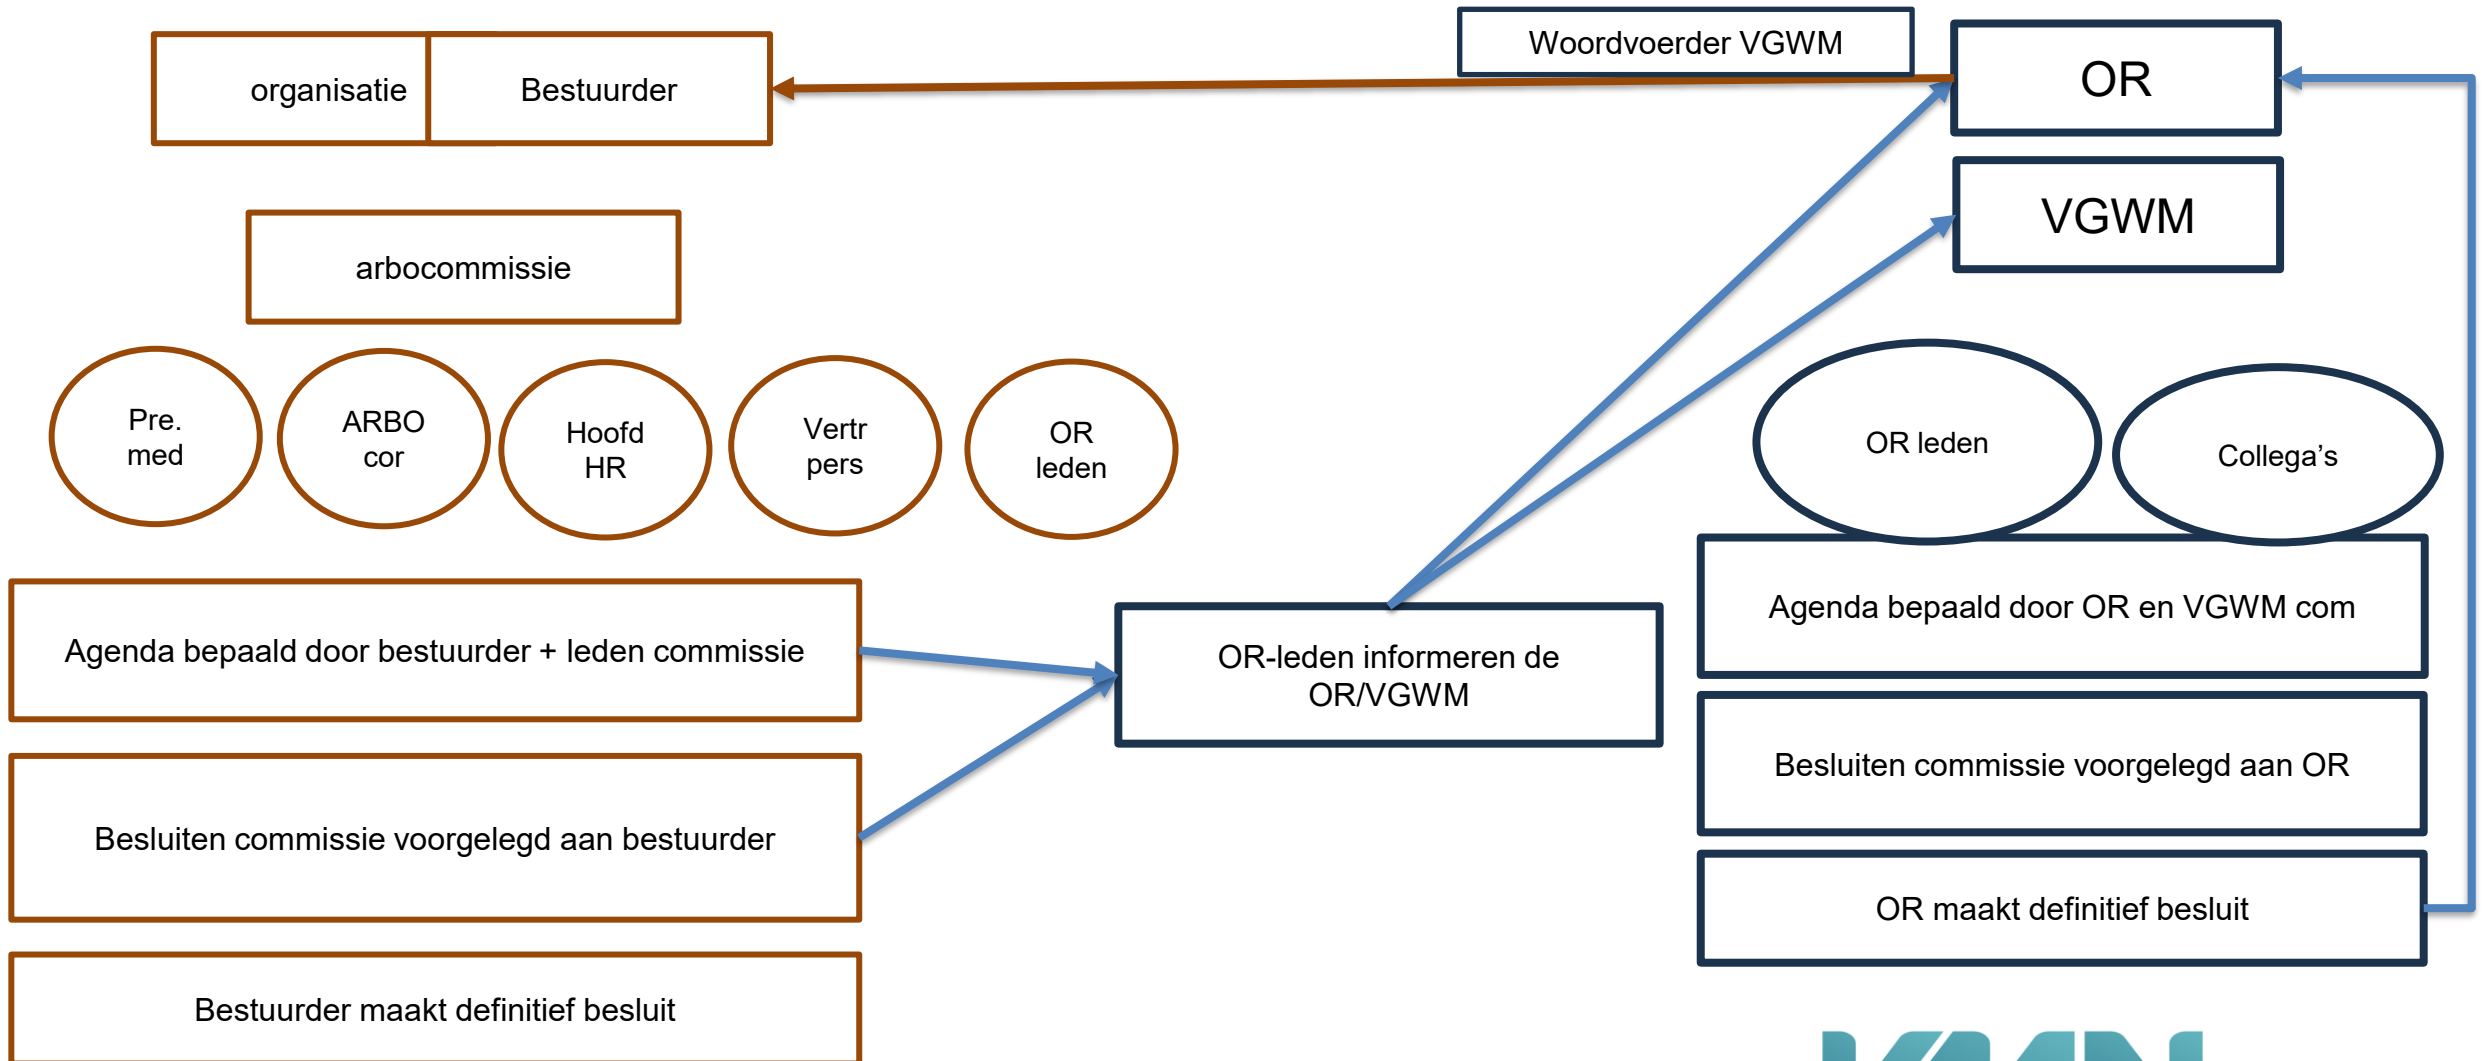 Woordvoerder VGWM
organisatie
Bestuurder
OR
VGWM
arbocommissie
Pre.
med
ARBO
cor
Hoofd
HR
Vertr
pers
OR
leden
OR leden
Collega’s
Agenda bepaald door bestuurder + leden commissie
OR-leden informeren de
OR/VGWM
Agenda bepaald door OR en VGWM com
Besluiten commissie voorgelegd aan bestuurder
Besluiten commissie voorgelegd aan OR
OR maakt definitief besluit
Bestuurder maakt definitief besluit